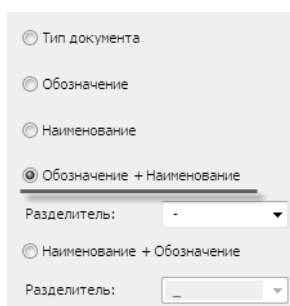 Тип документа
Обозначение
Наименование
Обозначение + Наименование
Разделитель: -
Наименование + Обозначение
Разделитель: _